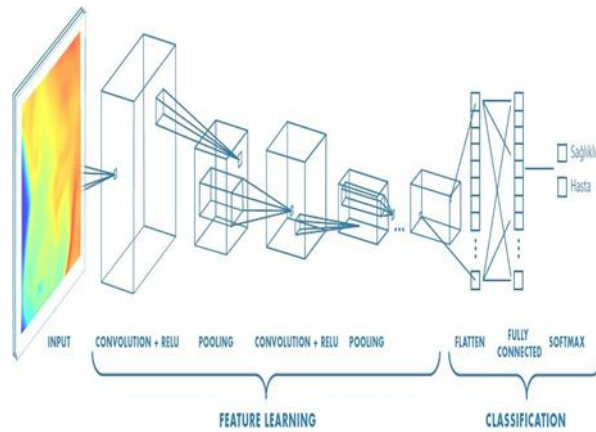 Sağlıklı
Hasta
INPUT CONVOLUTION + RELU POOLING CONVOLUTION + RELU POOLING FLATTEN FULLY CONNECTED SOFTMAX
FEATURE LEARNING CLASSIFICATION